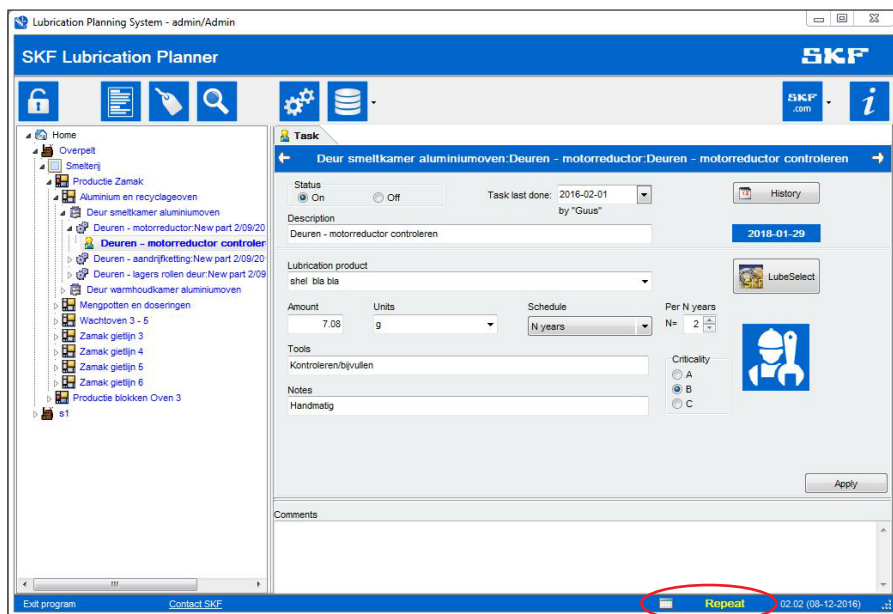 Lubrication Planning System - admin/Admin
SKF Lubrication Planner
SKF
SKF
.com
i
Home
Overpelt
Smelterij
Productie Zamak
Aluminium en recyclageoven
Deur smeltkamer aluminiumoven
Deuren - motorreductor:New part 2/09/20
Deuren - motorreductor controler
Deuren - aandrijfketting:New part 2/09/20
Deuren - lagers rollen deur:New part 2/09
Deur warmhoudkamer aluminiumoven
Mengpotten en doseringen
Wachtoven 3 - 5
Zamak gietlijn 3
Zamak gietlijn 4
Zamak gietlijn 5
Zamak gietlijn 6
Productie blokken Oven 3
s1
Task
Deur smeltkamer aluminiumoven:Deuren - motorreductor:Deuren - motorreductor controleren
Status
On Off
Task last done: 2016-02-01
by "Guus"
History
Description
Deuren - motorreductor controleren
2018-01-29
Lubrication product
shel bla bla
LubeSelect
Amount Units Schedule Per N years
7.08 g N years N= 2
Tools
Kontroleren/bijvullen
Criticality
A
B
C
Notes
Handmatig
Apply
Comments
Exit program Contact SKF Repeat 02.02 (08-12-2016)